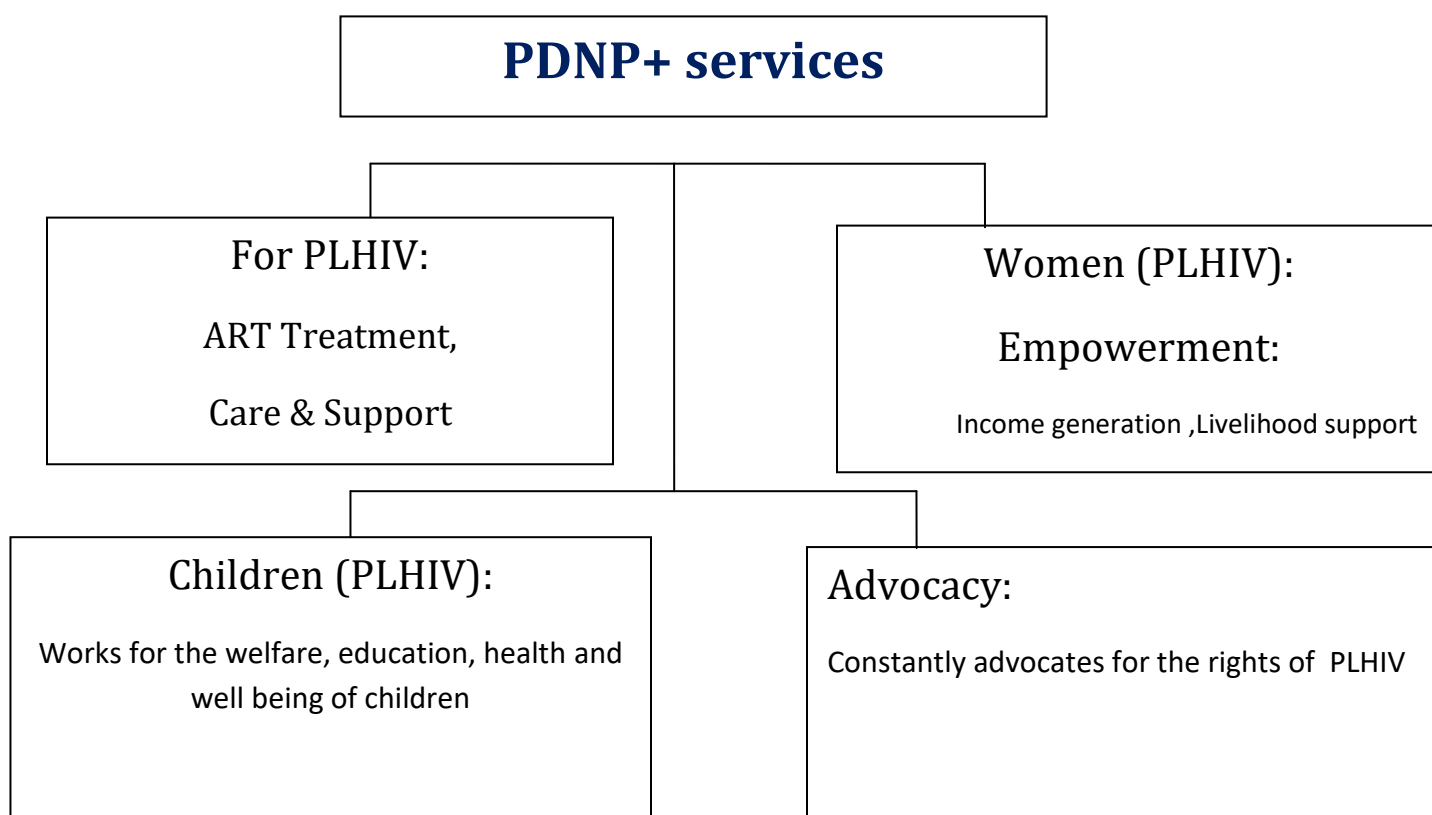 PDNP+ services
For PLHIV:
ART Treatment,
Care & Support
Women (PLHIV):
Empowerment:
Income generation ,Livelihood support
Children (PLHIV):
Works for the welfare, education, health and
well being of children
Advocacy:
Constantly advocates for the rights of  PLHIV